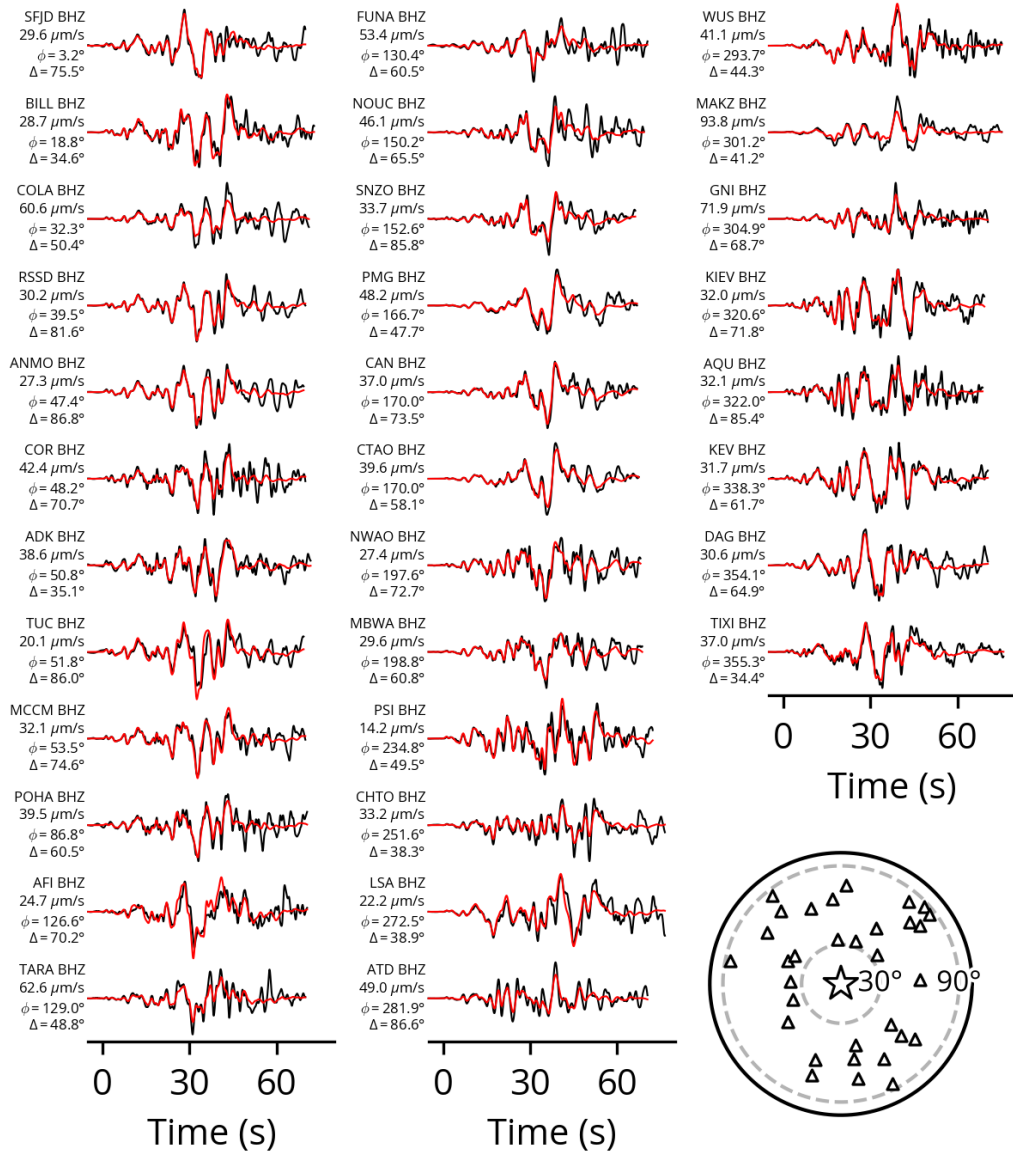 SFJD BHZ
29.6 μm/s
ϕ = 3.2°
Δ = 75.5°
BILL BHZ
28.7 μm/s
ϕ = 18.8°
Δ = 34.6°
COLA BHZ
60.6 μm/s
ϕ = 32.3°
Δ = 50.4°
RSSD BHZ
30.2 μm/s
ϕ = 39.5°
Δ = 81.6°
ANMO BHZ
27.3 μm/s
ϕ = 47.4°
Δ = 86.8°
COR BHZ
42.4 μm/s
ϕ = 48.2°
Δ = 70.7°
ADK BHZ
38.6 μm/s
ϕ = 50.8°
Δ = 35.1°
TUC BHZ
20.1 μm/s
ϕ = 51.8°
Δ = 86.0°
MCCM BHZ
32.1 μm/s
ϕ = 53.5°
Δ = 74.6°
POHA BHZ
39.5 μm/s
ϕ = 86.8°
Δ = 60.5°
AFI BHZ
24.7 μm/s
ϕ = 126.6°
Δ = 70.2°
TARA BHZ
62.6 μm/s
ϕ = 129.0°
Δ = 48.8°
0 30 60
Time (s)
FUNA BHZ
53.4 μm/s
ϕ = 130.4°
Δ = 60.5°
NOUC BHZ
46.1 μm/s
ϕ = 150.2°
Δ = 65.5°
SNZO BHZ
33.7 μm/s
ϕ = 152.6°
Δ = 85.8°
PMG BHZ
48.2 μm/s
ϕ = 166.7°
Δ = 47.7°
CAN BHZ
37.0 μm/s
ϕ = 170.0°
Δ = 73.5°
CTAO BHZ
39.6 μm/s
ϕ = 170.0°
Δ = 58.1°
NWAO BHZ
27.4 μm/s
ϕ = 197.6°
Δ = 72.7°
MBWA BHZ
29.6 μm/s
ϕ = 198.8°
Δ = 60.8°
PSI BHZ
14.2 μm/s
ϕ = 234.8°
Δ = 49.5°
CHTO BHZ
33.2 μm/s
ϕ = 251.6°
Δ = 38.3°
LSA BHZ
22.2 μm/s
ϕ = 272.5°
Δ = 38.9°
ATD BHZ
49.0 μm/s
ϕ = 281.9°
Δ = 86.6°
0 30 60
Time (s)
WUS BHZ
41.1 μm/s
ϕ = 293.7°
Δ = 44.3°
MAKZ BHZ
93.8 μm/s
ϕ = 301.2°
Δ = 41.2°
GNI BHZ
71.9 μm/s
ϕ = 304.9°
Δ = 68.7°
KIEV BHZ
32.0 μm/s
ϕ = 320.6°
Δ = 71.8°
AQU BHZ
32.1 μm/s
ϕ = 322.0°
Δ = 85.4°
KEV BHZ
31.7 μm/s
ϕ = 338.3°
Δ = 61.7°
DAG BHZ
30.6 μm/s
ϕ = 354.1°
Δ = 64.9°
TIXI BHZ
37.0 μm/s
ϕ = 355.3°
Δ = 34.4°
0 30 60
Time (s)
30° 90°